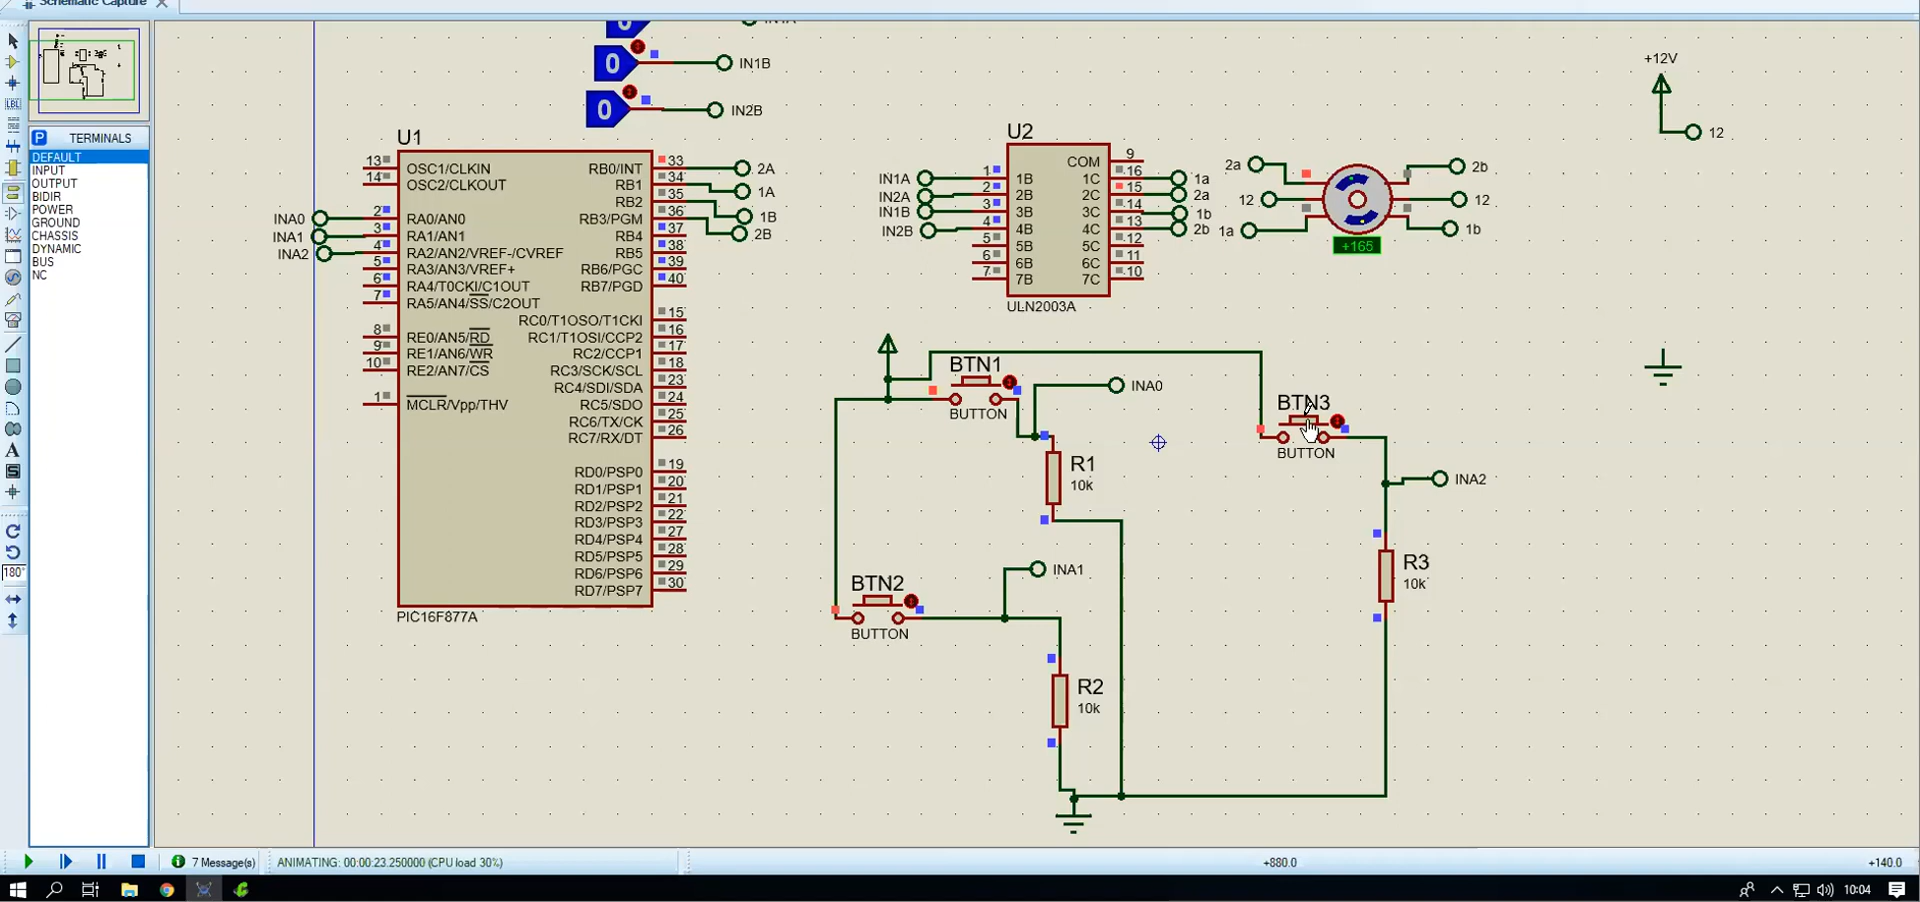 Schematic Capture
0
IN1A
0
IN1B
0
IN2B
+12V
12
P TERMINALS
DEFAULT
INPUT
OUTPUT
BIDIR
POWER
GROUND
CHASSIS
DYNAMIC
BUS
NC
LBL
A
S
180°
U1
13 OSC1/CLKIN
14 OSC2/CLKOUT
INA0 2 RA0/AN0
INA1 3 RA1/AN1
INA2 4 RA2/AN2/VREF-/CVREF
5 RA3/AN3/VREF+
6 RA4/T0CKI/C1OUT
7 RA5/AN4/SS/C2OUT
8 RE0/AN5/RD
9 RE1/AN6/WR
10 RE2/AN7/CS
1 MCLR/Vpp/THV
RB0/INT 33 2A
RB1 34 1A
RB2 35 1B
RB3/PGM 36 2B
RB4 37
RB5 38
RB6/PGC 39
RB7/PGD 40
RC0/T1OSO/T1CKI 15
RC1/T1OSI/CCP2 16
RC2/CCP1 17
RC3/SCK/SCL 18
RC4/SDI/SDA 23
RC5/SDO 24
RC6/TX/CK 25
RC7/RX/DT 26
RD0/PSP0 19
RD1/PSP1 20
RD2/PSP2 21
RD3/PSP3 22
RD4/PSP4 27
RD5/PSP5 28
RD6/PSP6 29
RD7/PSP7 30
PIC16F877A
U2
COM 9
IN1A 1 1B 1C 16 1a
IN2A 2 2B 2C 15 2a
IN1B 3 3B 3C 14 1b
IN2B 4 4B 4C 13 2b
5 5B 5C 12
6 6B 6C 11
7 7B 7C 10
ULN2003A
2a 2b
12 12
1a 1b
+165
BTN1
BUTTON
INA0
R1
10k
BTN3
BUTTON
INA2
R3
10k
BTN2
BUTTON
INA1
R2
10k
7 Message(s)
ANIMATING: 00:00:23.250000 (CPU load 30%)
+880.0
+140.0
10:04